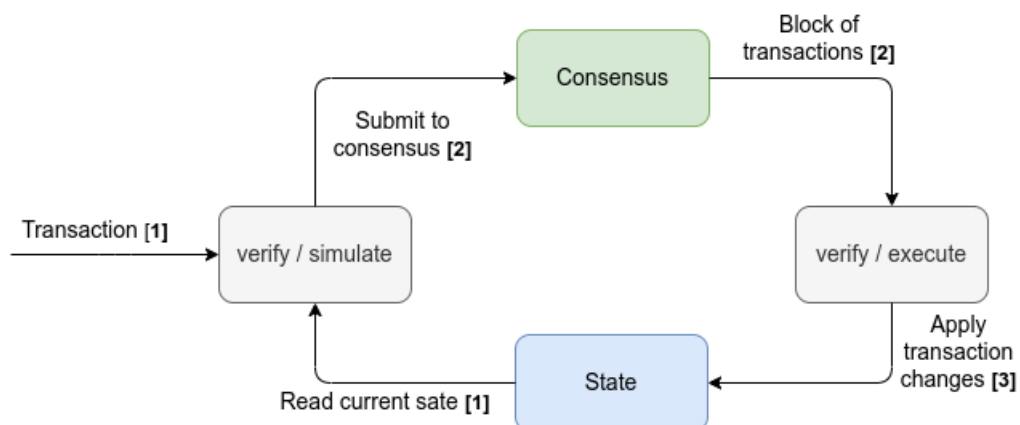 Block of
transactions [2]
Consensus
Submit to
consensus [2]
Transaction [1]
verify / simulate
verify / execute
Apply
transaction
changes [3]
State
Read current sate [1]